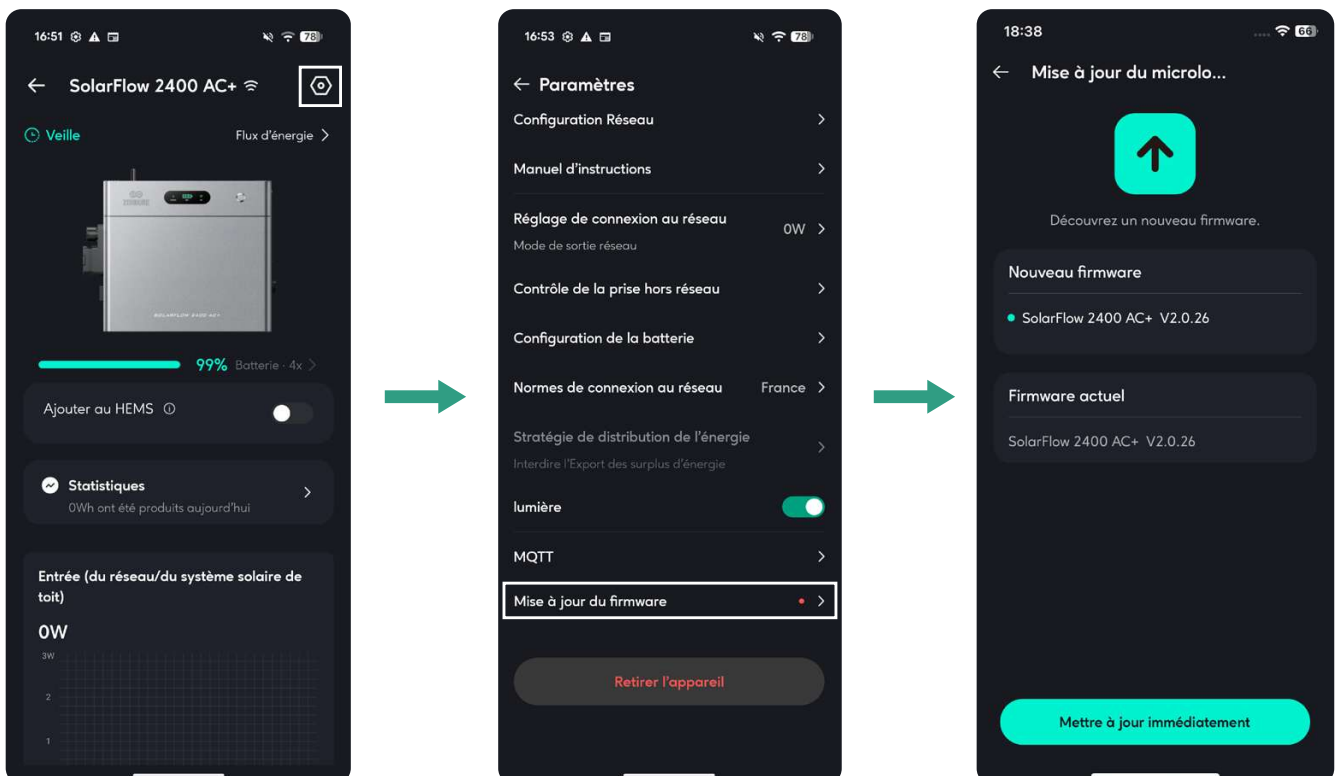 16:51
78
SolarFlow 2400 AC+
Veille
Flux d'énergie
99% Batterie · 4x
Ajouter au HEMS
Statistiques
0Wh ont été produits aujourd'hui
Entrée (du réseau/du système solaire de
toit)
0W
3W
2
1
16:53
78
Paramètres
Configuration Réseau
Manuel d'instructions
Réglage de connexion au réseau
0W
Mode de sortie réseau
Contrôle de la prise hors réseau
Configuration de la batterie
Normes de connexion au réseau
France
Stratégie de distribution de l'énergie
Interdire l'Export des surplus d'énergie
lumière
MQTT
Mise à jour du firmware
Retirer l'appareil
18:38
66
Mise à jour du microlo...
Découvrez un nouveau firmware.
Nouveau firmware
SolarFlow 2400 AC+ V2.0.26
Firmware actuel
SolarFlow 2400 AC+ V2.0.26
Mettre à jour immédiatement